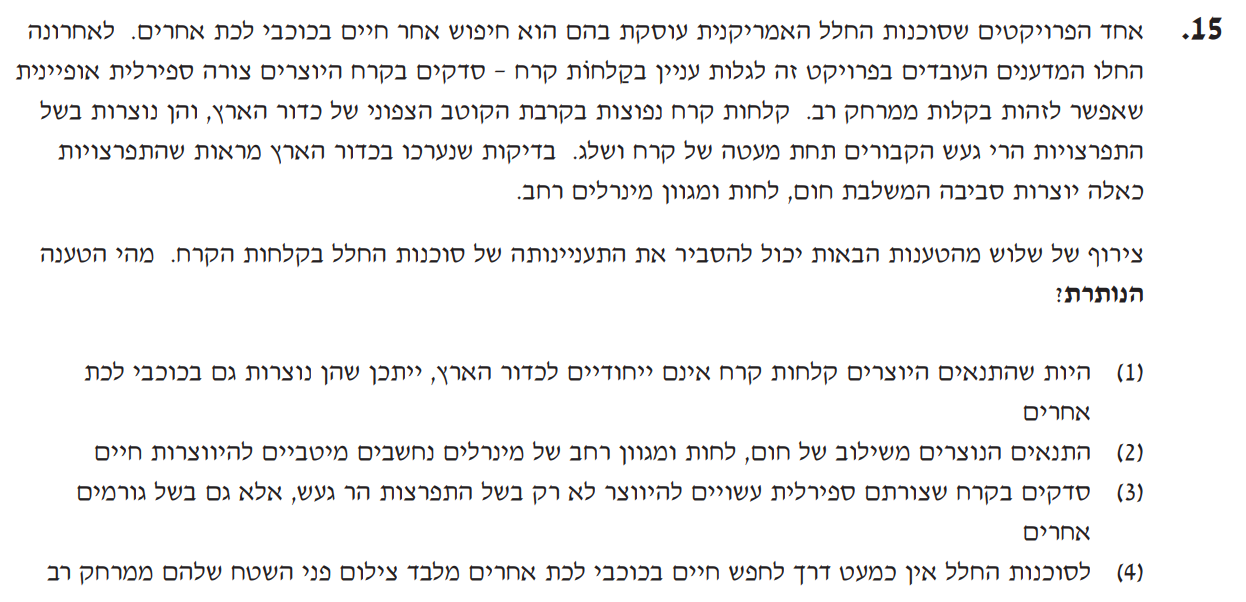 15. אחד הפרויקטים שסוכנות החלל האמריקנית עוסקת בהם הוא חיפוש אחר חיים בכוכבי לכת אחרים. לאחרונה
החלו המדענים העובדים בפרויקט זה לגלות עניין בקַלחוֹת קרח – סדקים בקרח היוצרים צורה ספירלית אופיינית
שאפשר לזהות בקלות ממרחק רב. קלחות קרח נפוצות בקרבת הקוטב הצפוני של כדור הארץ, והן נוצרות בשל
התפרצויות הרי געש הקבורים תחת מעטה של קרח ושלג. בדיקות שנערכו בכדור הארץ מראות שהתפרצויות
כאלה יוצרות סביבה המשלבת חום, לחות ומגוון מינרלים רחב.
צירוף של שלוש מהטענות הבאות יכול להסביר את התעניינותה של סוכנות החלל בקלחות הקרח. מהי הטענה
הנותרת?
(1) היות שהתנאים היוצרים קלחות קרח אינם ייחודיים לכדור הארץ, ייתכן שהן נוצרות גם בכוכבי לכת
אחרים
(2) התנאים הנוצרים משילוב של חום, לחות ומגוון רחב של מינרלים נחשבים מיטביים להיווצרות חיים
(3) סדקים בקרח שצורתם ספירלית עשויים להיווצר לא רק בשל התפרצות הר געש, אלא גם בשל גורמים
אחרים
(4) לסוכנות החלל אין כמעט דרך לחפש חיים בכוכבי לכת אחרים מלבד צילום פני השטח שלהם ממרחק רב